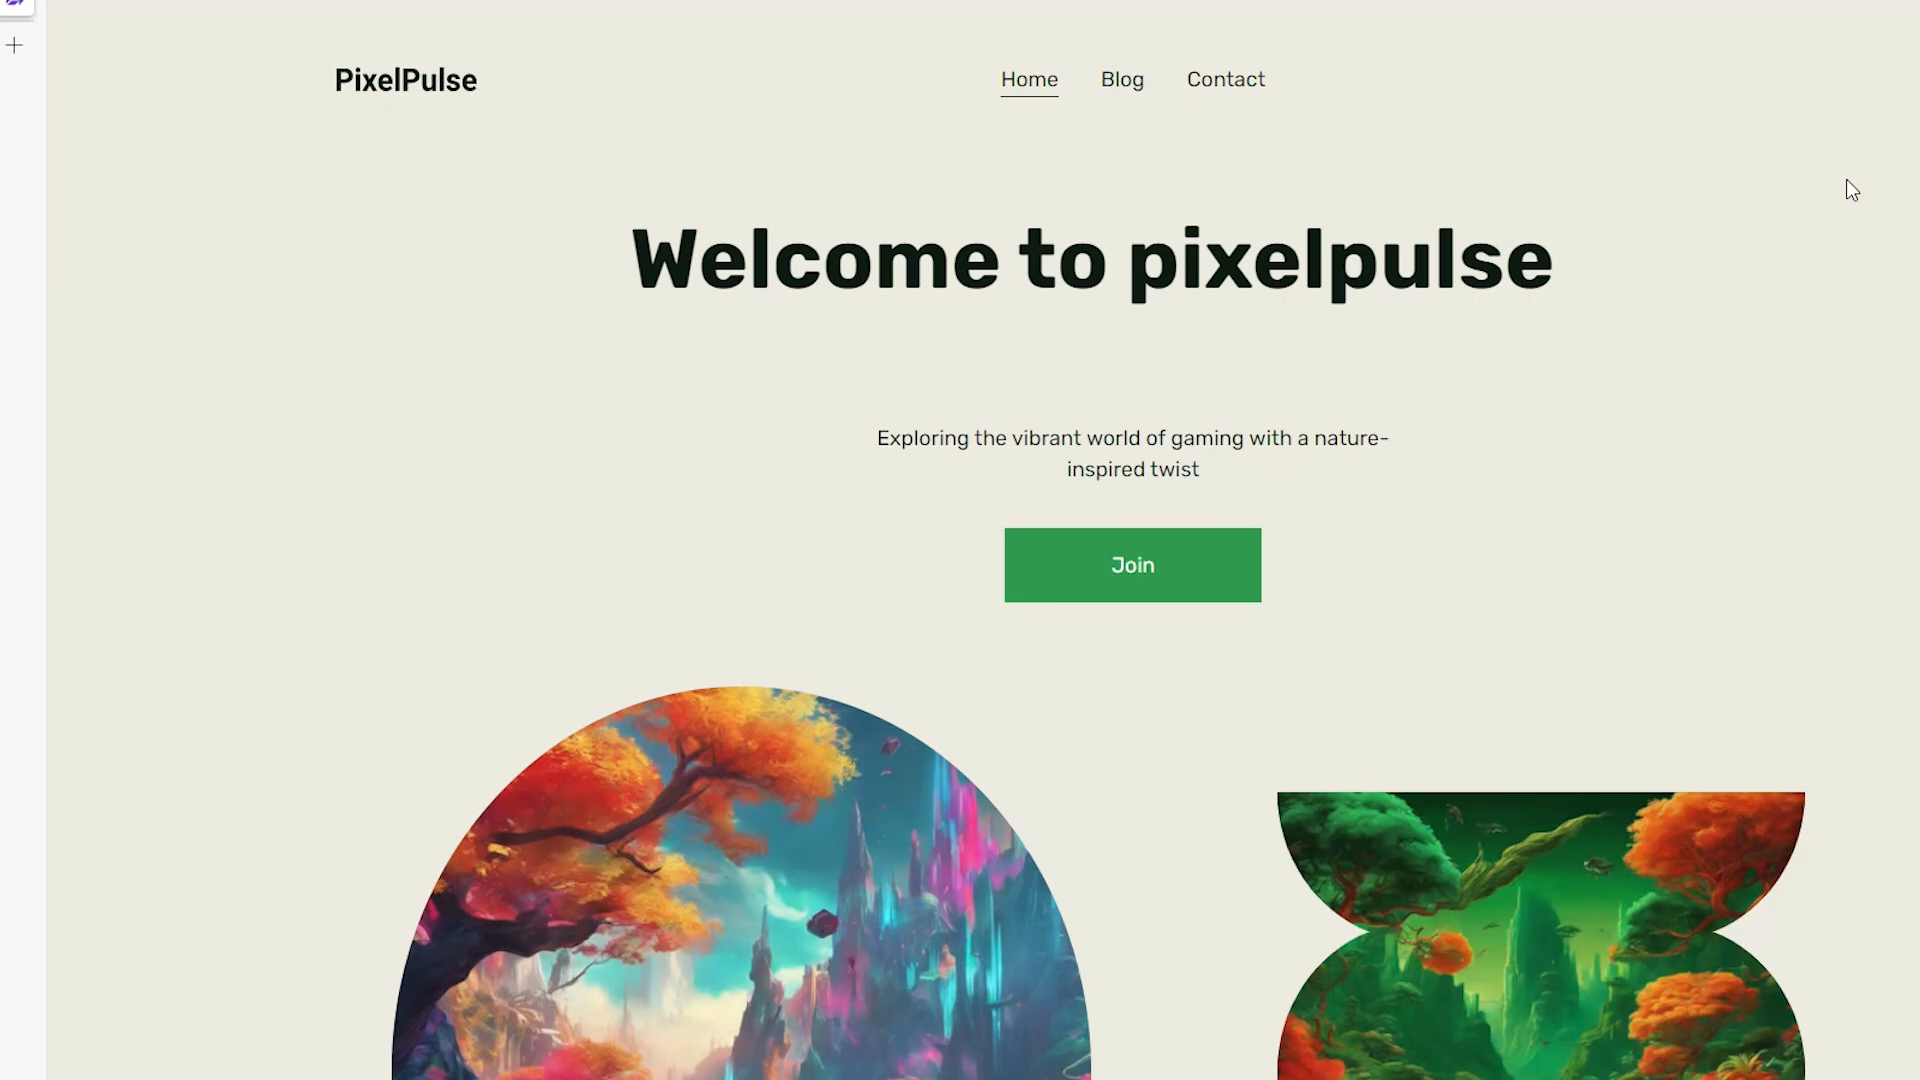 PixelPulse
Home Blog Contact
Welcome to pixelpulse
Exploring the vibrant world of gaming with a nature-
inspired twist
Join